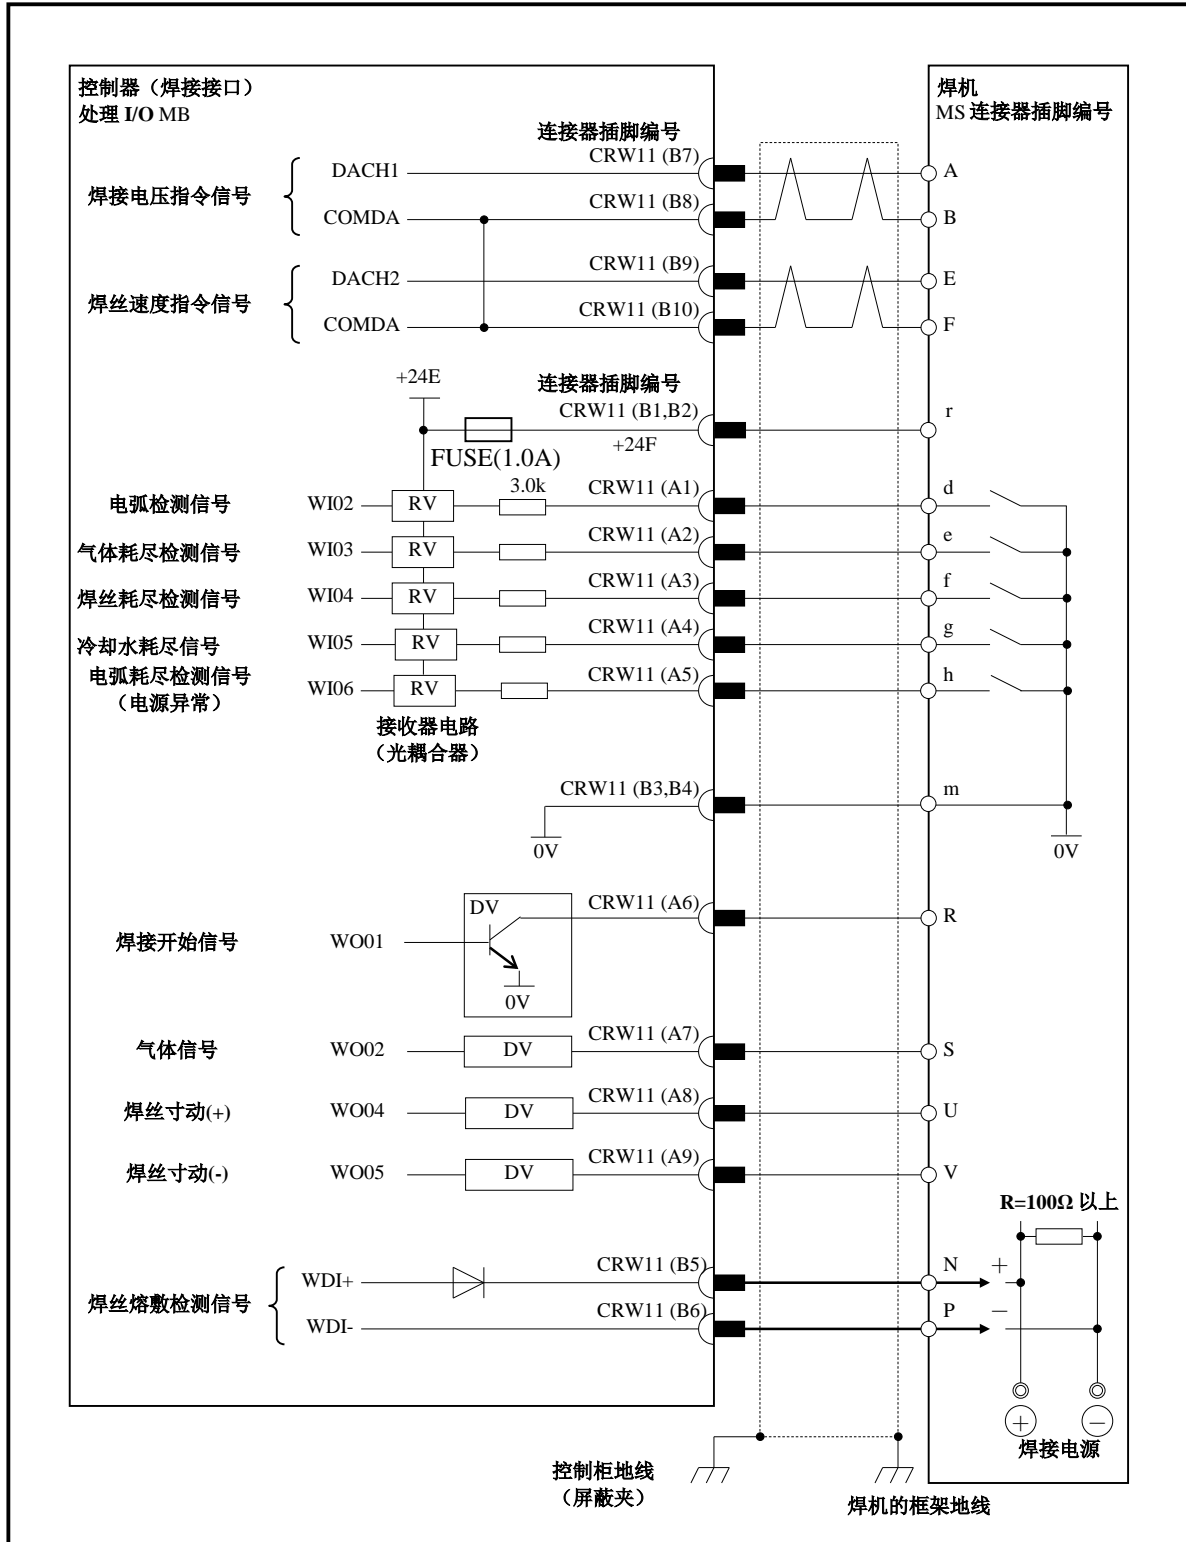 控制器（焊接接口）
处理 I/O MB
焊机
MS 连接器插脚编号
连接器插脚编号
焊接电压指令信号
DACH1
CRW11 (B7)
A
COMDA
CRW11 (B8)
B
焊丝速度指令信号
DACH2
CRW11 (B9)
E
COMDA
CRW11 (B10)
F
+24E
连接器插脚编号
CRW11 (B1,B2)
r
+24F
FUSE(1.0A)
3.0k
电弧检测信号
WI02
RV
CRW11 (A1)
d
气体耗尽检测信号
WI03
RV
CRW11 (A2)
e
焊丝耗尽检测信号
WI04
RV
CRW11 (A3)
f
冷却水耗尽信号
WI05
RV
CRW11 (A4)
g
电弧耗尽检测信号
（电源异常）
WI06
RV
CRW11 (A5)
h
接收器电路
（光耦合器）
CRW11 (B3,B4)
m
0V
0V
焊接开始信号
WO01
DV
0V
CRW11 (A6)
R
气体信号
WO02
DV
CRW11 (A7)
S
焊丝寸动(+)
WO04
DV
CRW11 (A8)
U
焊丝寸动(-)
WO05
DV
CRW11 (A9)
V
R=100Ω 以上
焊丝熔敷检测信号
WDI+
CRW11 (B5)
N
+
WDI-
CRW11 (B6)
P
−
+
−
焊接电源
控制柜地线
（屏蔽夹）
焊机的框架地线